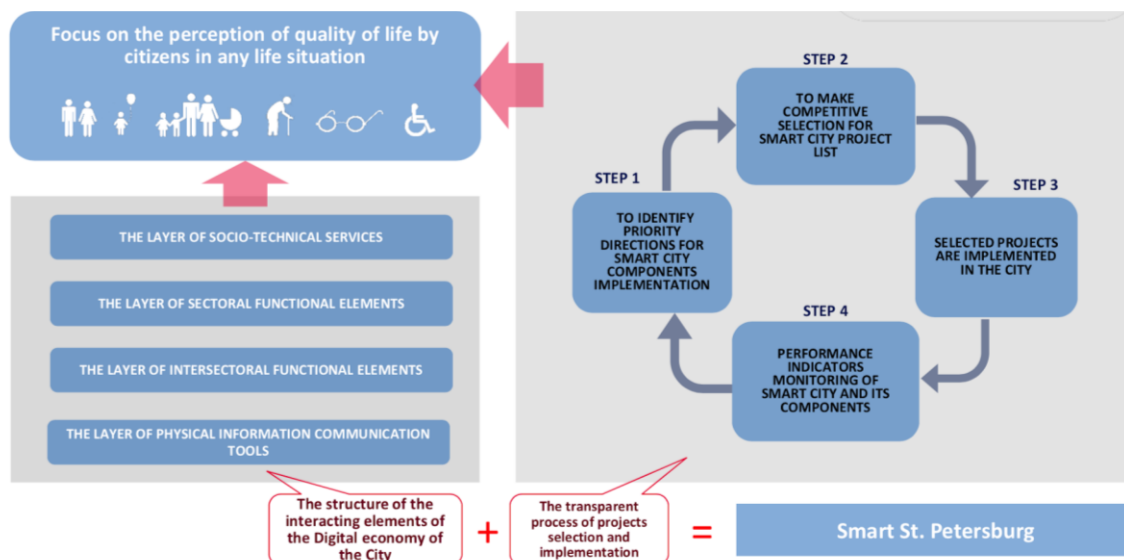 Focus on the perception of quality of life by
citizens in any life situation
THE LAYER OF SOCIO-TECHNICAL SERVICES
THE LAYER OF SECTORAL FUNCTIONAL ELEMENTS
THE LAYER OF INTERSECTORAL FUNCTIONAL ELEMENTS
THE LAYER OF PHYSICAL INFORMATION COMMUNICATION
TOOLS
STEP 1
TO IDENTIFY
PRIORITY
DIRECTIONS FOR
SMART CITY
COMPONENTS
IMPLEMENTATION
STEP 2
TO MAKE
COMPETITIVE
SELECTION FOR
SMART CITY PROJECT
LIST
STEP 3
SELECTED PROJECTS
ARE IMPLEMENTED
IN THE CITY
STEP 4
PERFORMANCE
INDICATORS
MONITORING OF
SMART CITY AND ITS
COMPONENTS
The structure of the
interacting elements of
the Digital economy of
the City
+
The transparent
process of projects
selection and
implementation
=
Smart St. Petersburg